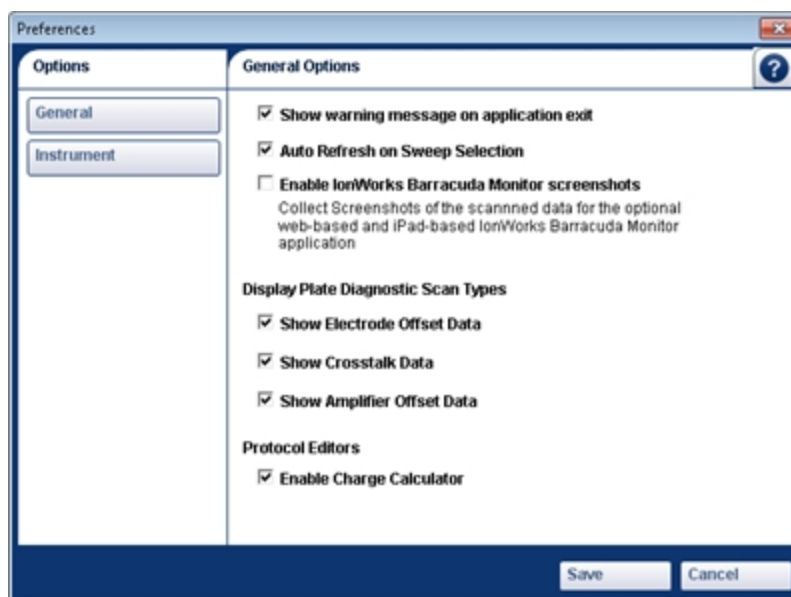 Preferences
Options
General Options
?
General
Instrument
Show warning message on application exit
Auto Refresh on Sweep Selection
Enable IonWorks Barracuda Monitor screenshots
Collect Screenshots of the scannned data for the optional
web-based and iPad-based IonWorks Barracuda Monitor
application
Display Plate Diagnostic Scan Types
Show Electrode Offset Data
Show Crosstalk Data
Show Amplifier Offset Data
Protocol Editors
Enable Charge Calculator
Save
Cancel